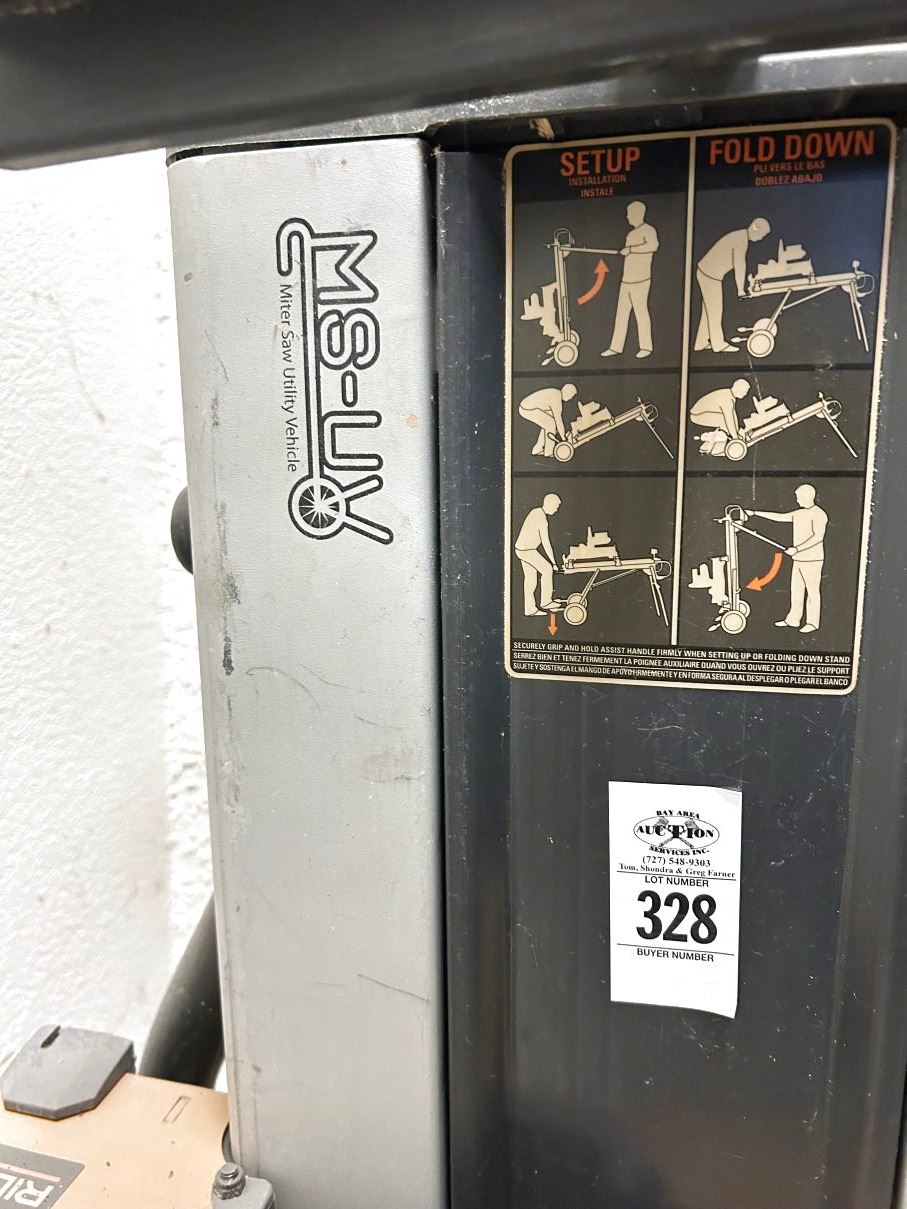 MS-UV
Miter Saw Utility Vehicle
SETUP
INSTALLATION
INSTALE
FOLD DOWN
PLI VERS LE BAS
DOBLEZ ABAJO
SECURELY GRIP AND HOLD ASSIST HANDLE FIRMLY WHEN SETTING UP OR FOLDING DOWN STAND
SERREZ BIEN ET TENEZ FERMEMENT LA POIGNEE AUXILIAIRE QUAND VOUS OUVREZ OU PLIEZ LE SUPPORT
SUJETE Y SOSTENGA EL MANGO DE APOYO FIRMEMENTE Y EN FORMA SEGURA AL DESPLEGAR O PLEGAR EL BANCO
BAY AREA
AUCTION
SERVICES INC.
(727) 548-9303
Tom, Shondra & Greg Farner
LOT NUMBER
328
BUYER NUMBER